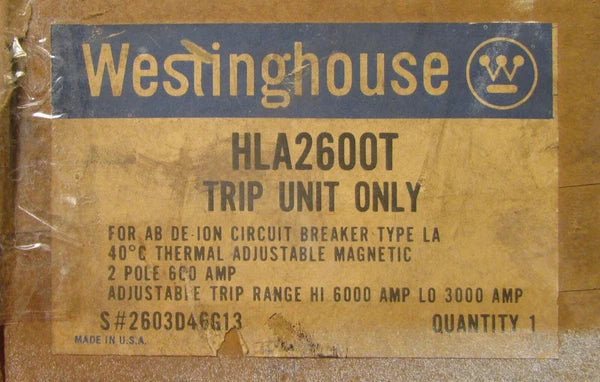 Westinghouse W
HLA2600T
TRIP UNIT ONLY
FOR AB DE-ION CIRCUIT BREAKER TYPE LA
40°C THERMAL ADJUSTABLE MAGNETIC
2 POLE 600 AMP
ADJUSTABLE TRIP RANGE HI 6000 AMP LO 3000 AMP
S#2603D46G13 QUANTITY 1
MADE IN U.S.A.